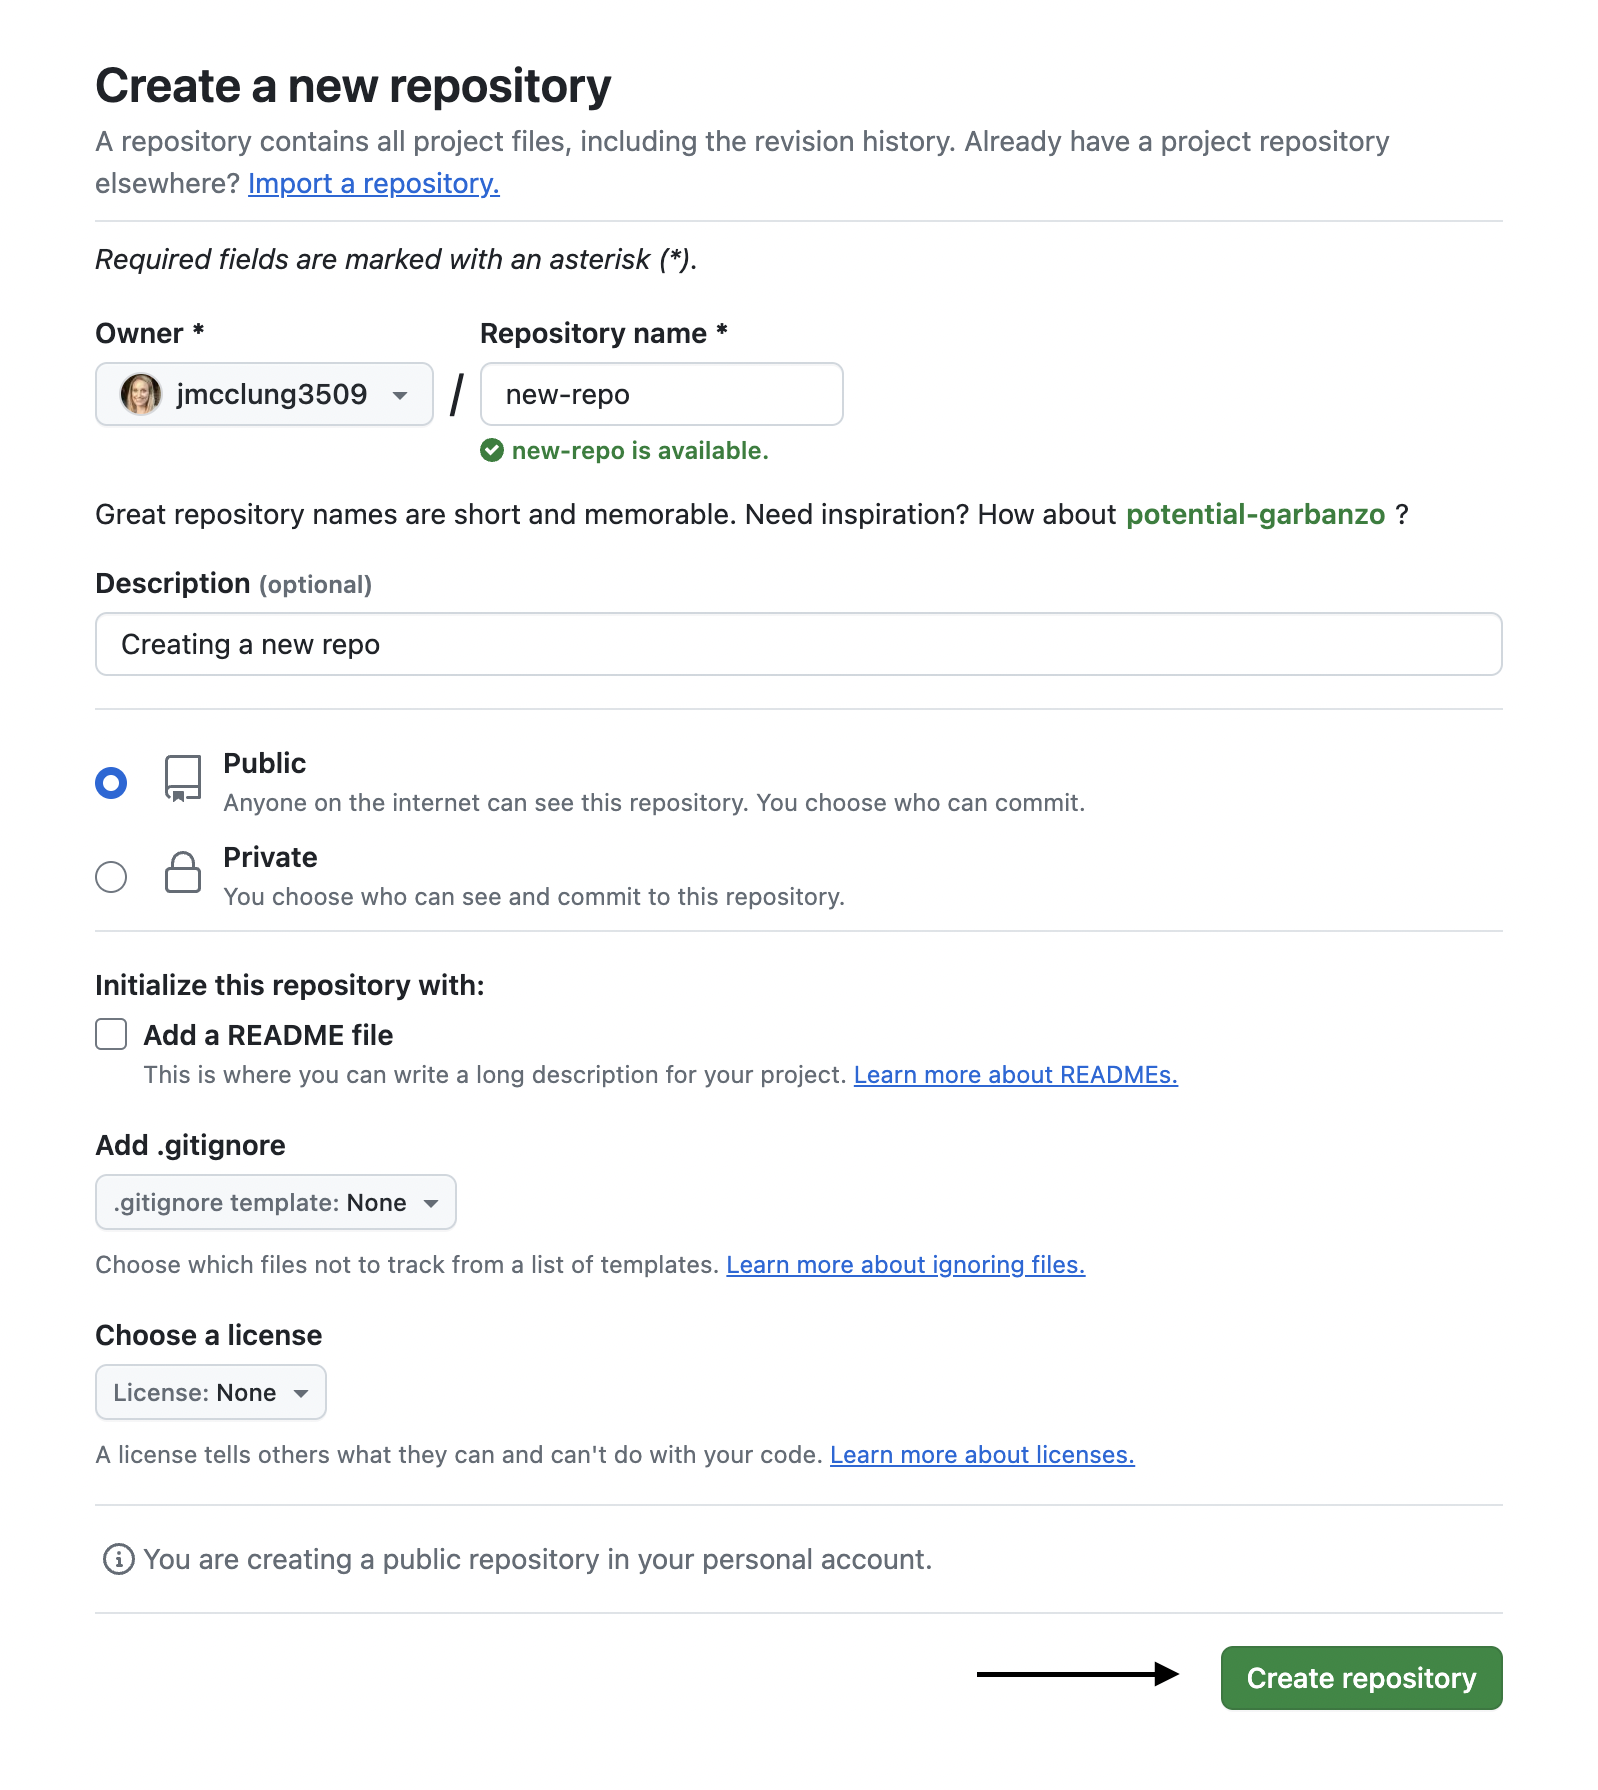 Create a new repository
A repository contains all project files, including the revision history. Already have a project repository
elsewhere? Import a repository.
Required fields are marked with an asterisk (*).
Owner *
Repository name *
jmcclung3509
/
new-repo
new-repo is available.
Great repository names are short and memorable. Need inspiration? How about potential-garbanzo ?
Description (optional)
Creating a new repo
Public
Anyone on the internet can see this repository. You choose who can commit.
Private
You choose who can see and commit to this repository.
Initialize this repository with:
Add a README file
This is where you can write a long description for your project. Learn more about READMEs.
Add .gitignore
.gitignore template: None
Choose which files not to track from a list of templates. Learn more about ignoring files.
Choose a license
License: None
A license tells others what they can and can't do with your code. Learn more about licenses.
You are creating a public repository in your personal account.
Create repository